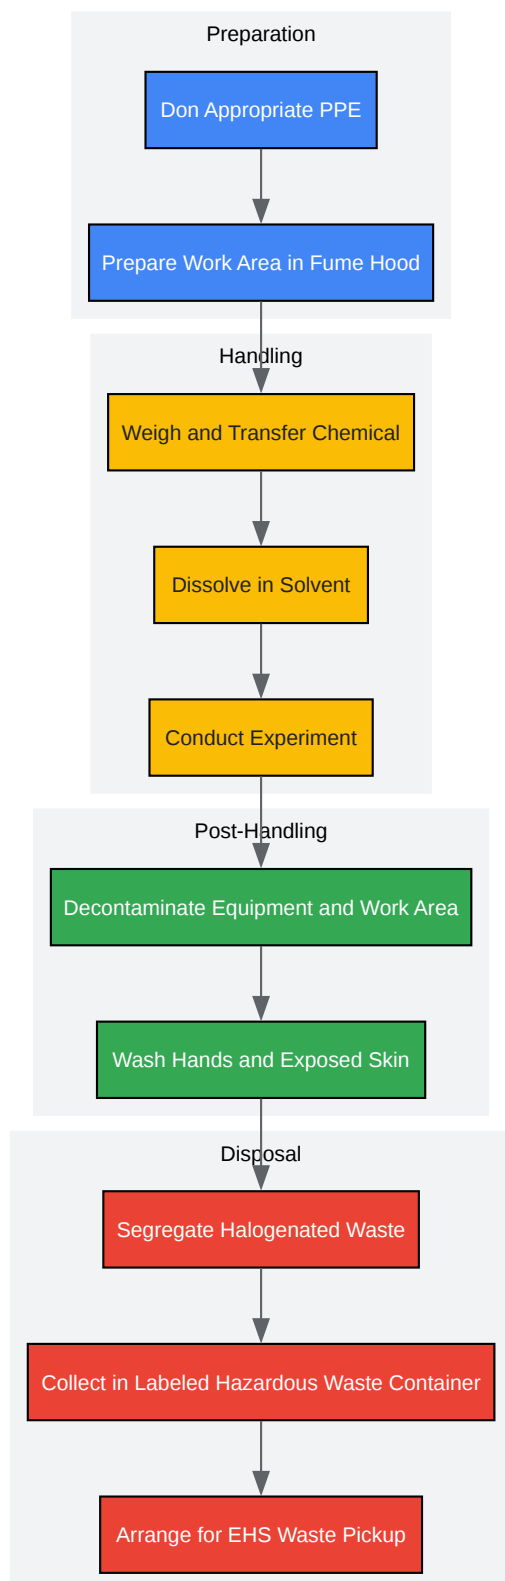 Preparation
Don Appropriate PPE
Prepare Work Area in Fume Hood
Handling
Weigh and Transfer Chemical
Dissolve in Solvent
Conduct Experiment
Post-Handling
Decontaminate Equipment and Work Area
Wash Hands and Exposed Skin
Disposal
Segregate Halogenated Waste
Collect in Labeled Hazardous Waste Container
Arrange for EHS Waste Pickup